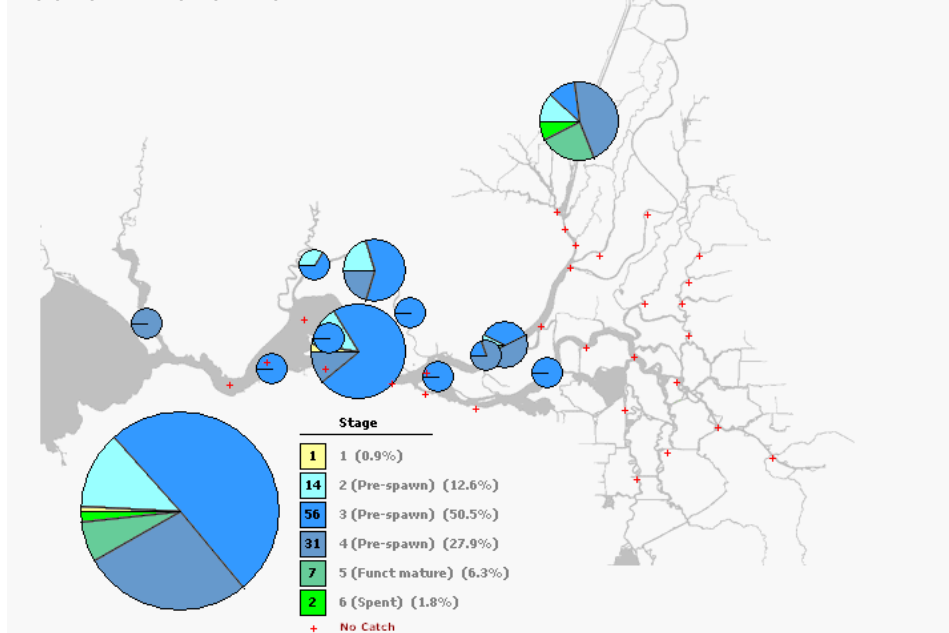 Stage
1 1 (0.9%)
14 2 (Pre-spawn) (12.6%)
56 3 (Pre-spawn) (50.5%)
31 4 (Pre-spawn) (27.9%)
7 5 (Funct mature) (6.3%)
2 6 (Spent) (1.8%)
+ No Catch